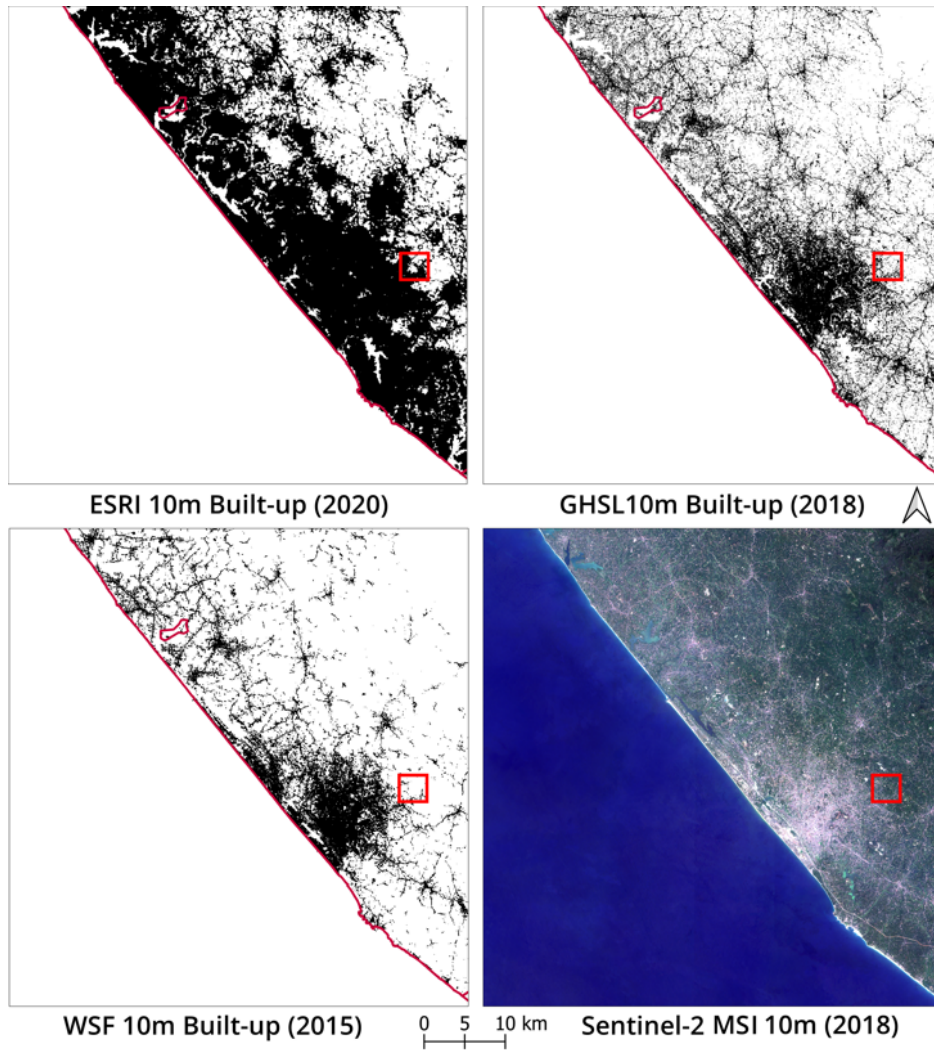 ESRI 10m Built-up (2020)
GHSL10m Built-up (2018)
WSF 10m Built-up (2015)
0 5 10 km
Sentinel-2 MSI 10m (2018)